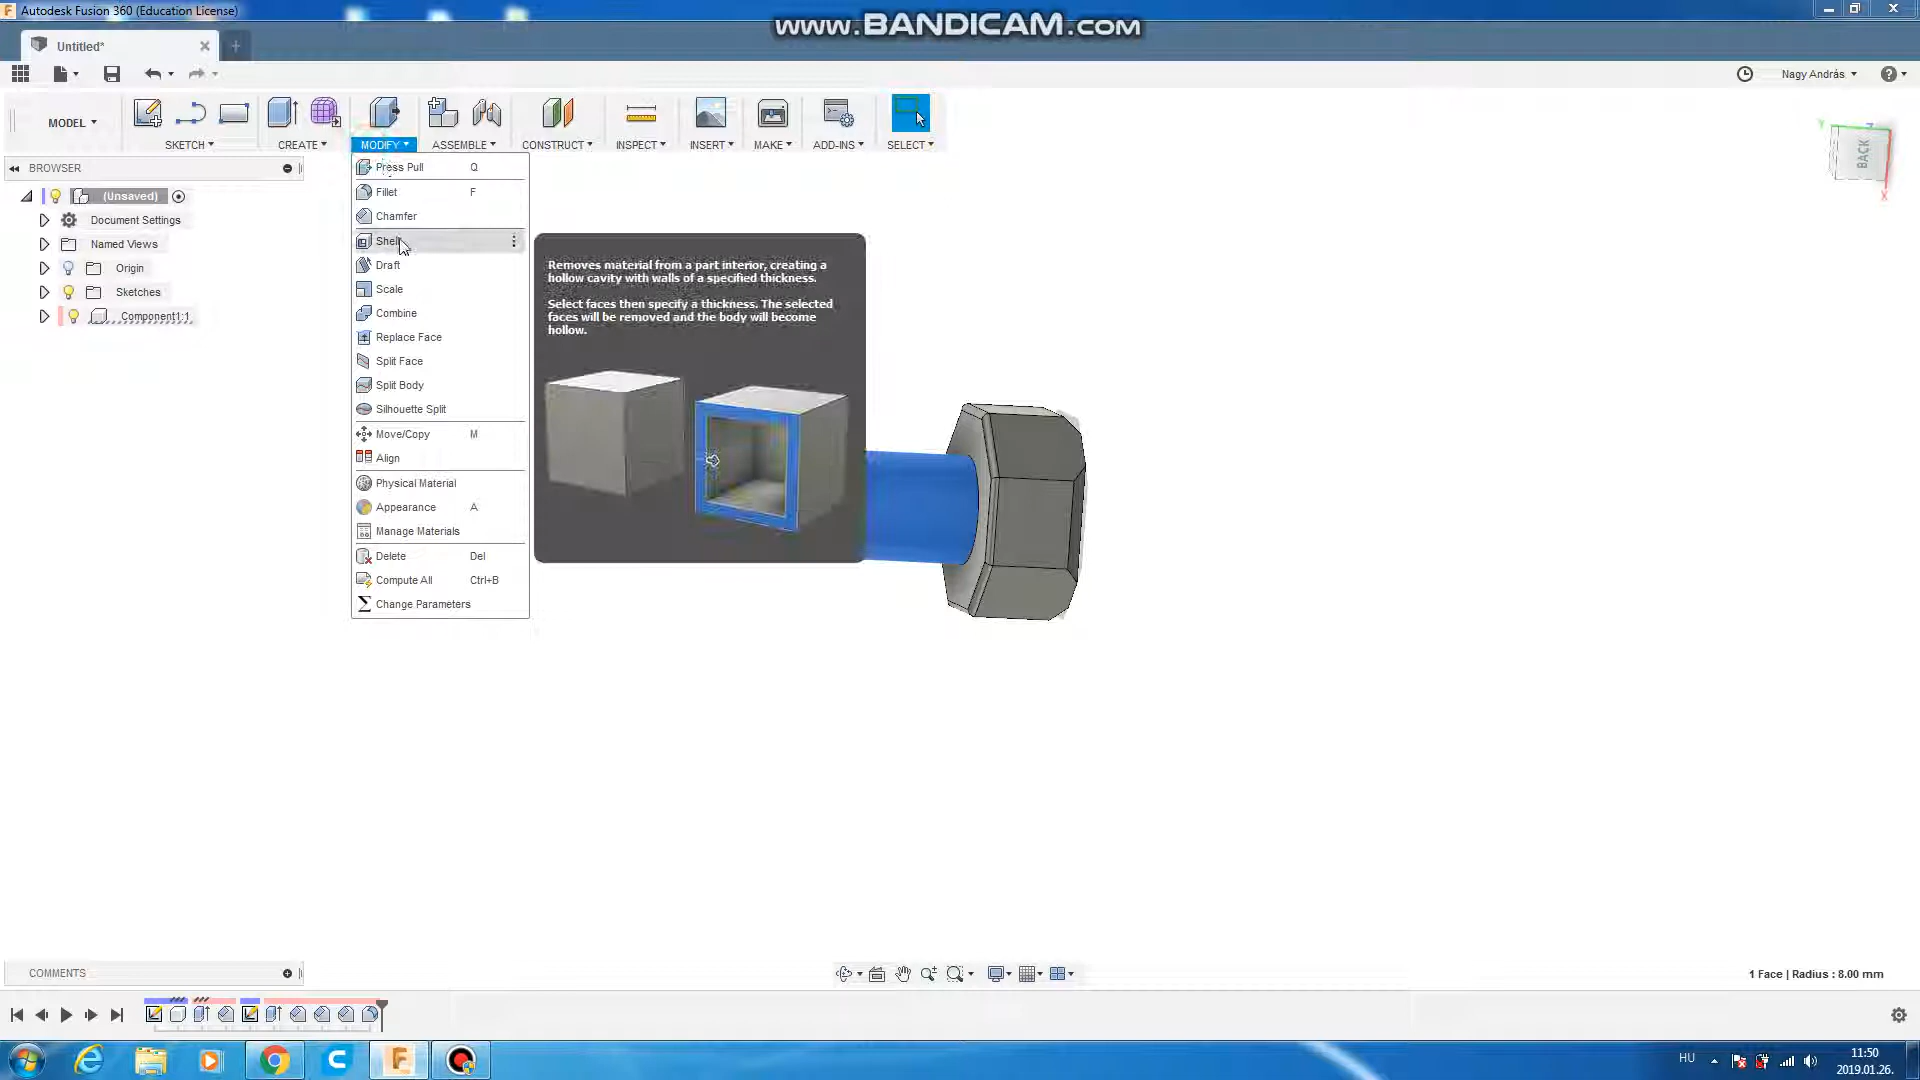 Autodesk Fusion 360 (Education License)
www.BANDICAM.com
Untitled*
Nagy András
MODEL
SKETCH
CREATE
MODIFY
ASSEMBLE
CONSTRUCT
INSPECT
INSERT
MAKE
ADD-INS
SELECT
BROWSER
(Unsaved)
Document Settings
Named Views
Origin
Sketches
Component1:1
Press Pull Q
Fillet F
Chamfer
Shell
Draft
Scale
Combine
Replace Face
Split Face
Split Body
Silhouette Split
Move/Copy M
Align
Physical Material
Appearance A
Manage Materials
Delete Del
Compute All Ctrl+B
Change Parameters
Removes material from a part interior, creating a
hollow cavity with walls of a specified thickness.
Select faces then specify a thickness. The selected
faces will be removed and the body will become
hollow.
BACK
Y
Z
X
COMMENTS
1 Face | Radius : 8.00 mm
HU
11:50
2019.01.26.